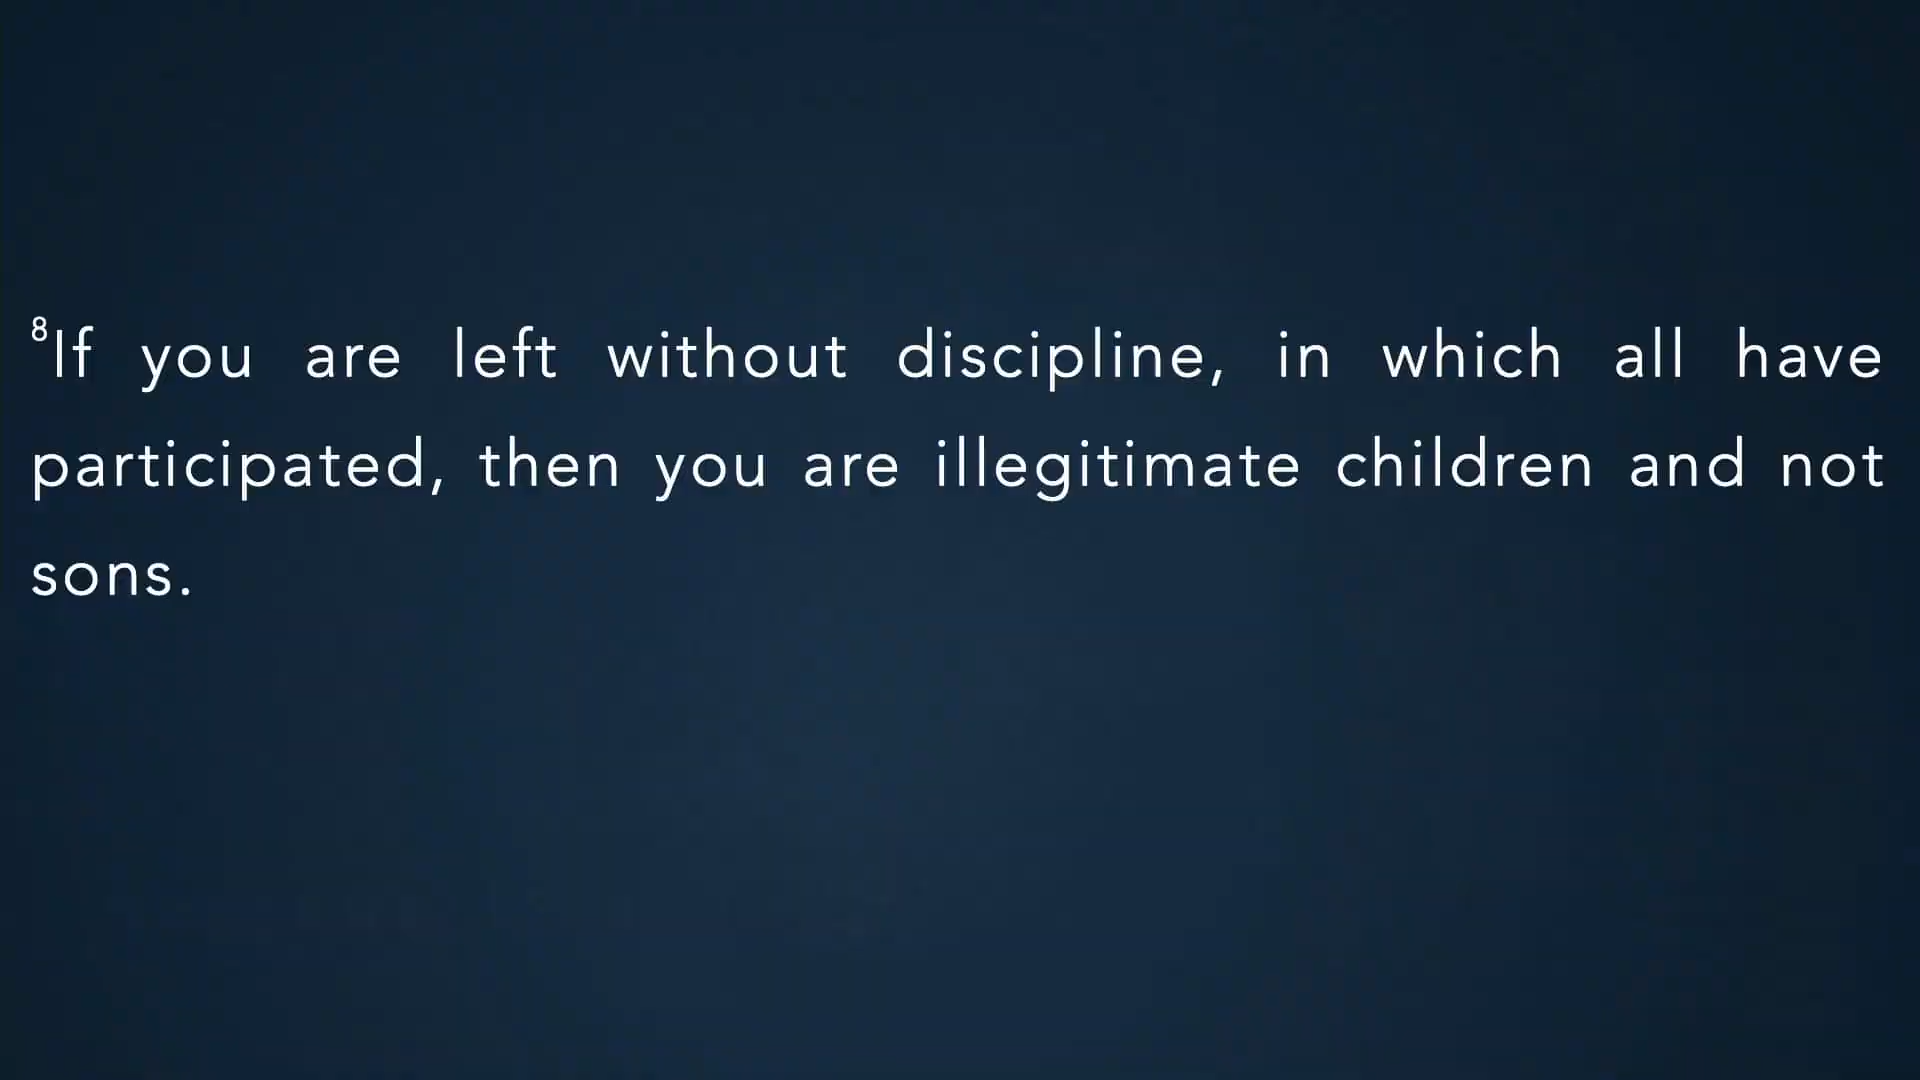 ⁸If you are left without discipline, in which all have
participated, then you are illegitimate children and not
sons.